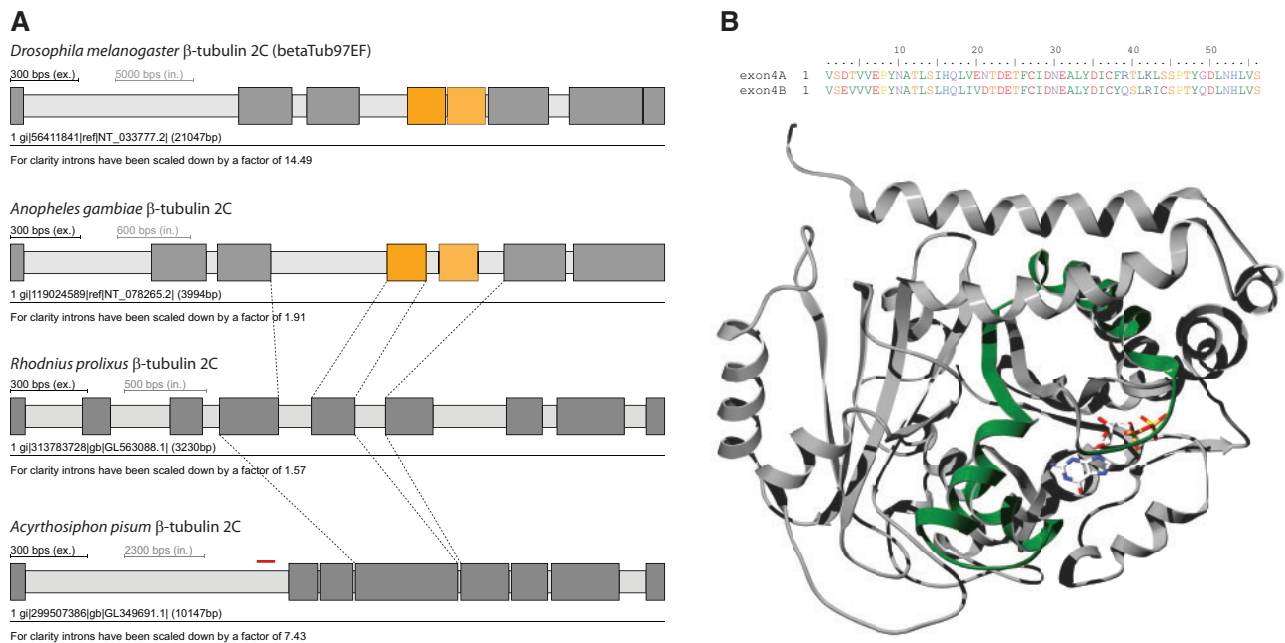 A
Drosophila melanogaster β-tubulin 2C (betaTub97EF)
300 bps (ex.) 5000 bps (in.)
1 gi|56411841|ref|NT_033777.2| (21047bp)
For clarity introns have been scaled down by a factor of 14.49
Anopheles gambiae β-tubulin 2C
300 bps (ex.) 600 bps (in.)
1 gi|119024589|ref|NT_078265.2| (3994bp)
For clarity introns have been scaled down by a factor of 1.91
Rhodnius prolixus β-tubulin 2C
300 bps (ex.) 500 bps (in.)
1 gi|313783728|gb|GL563088.1| (3230bp)
For clarity introns have been scaled down by a factor of 1.57
Acyrthosiphon pisum β-tubulin 2C
300 bps (ex.) 2300 bps (in.)
1 gi|299507386|gb|GL349691.1| (10147bp)
For clarity introns have been scaled down by a factor of 7.43
B
10 20 30 40 50
exon4A 1 VSDTVVEPYNATLSIHQLVENTDETFCIDNEALYDICFRTLKLSSPTYGDLNHLVS
exon4B 1 VSEVVVEPYNATLSLHQLIVDTDETFCIDNEALYDICYQSLRICSPTYQDLNHLVS